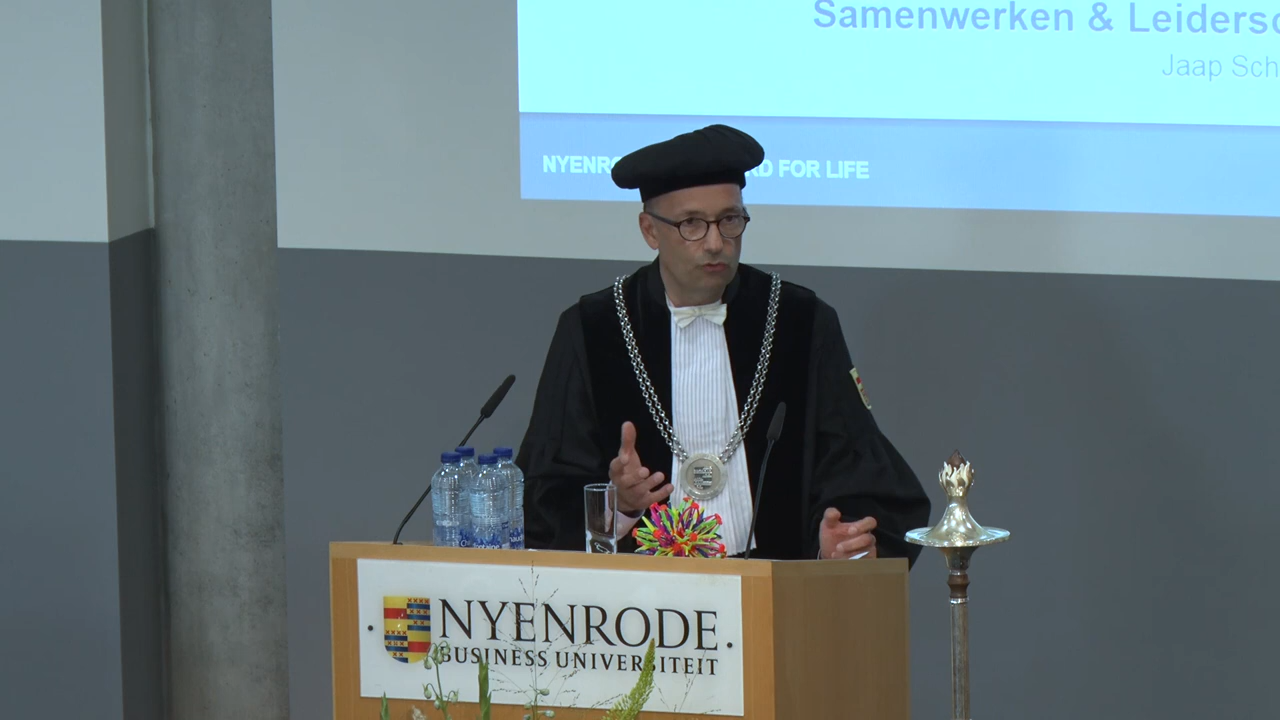 Samenwerken & Leidersc
Jaap Sch
NYENRO RD FOR LIFE
NYENRODE
BUSINESS UNIVERSITEIT